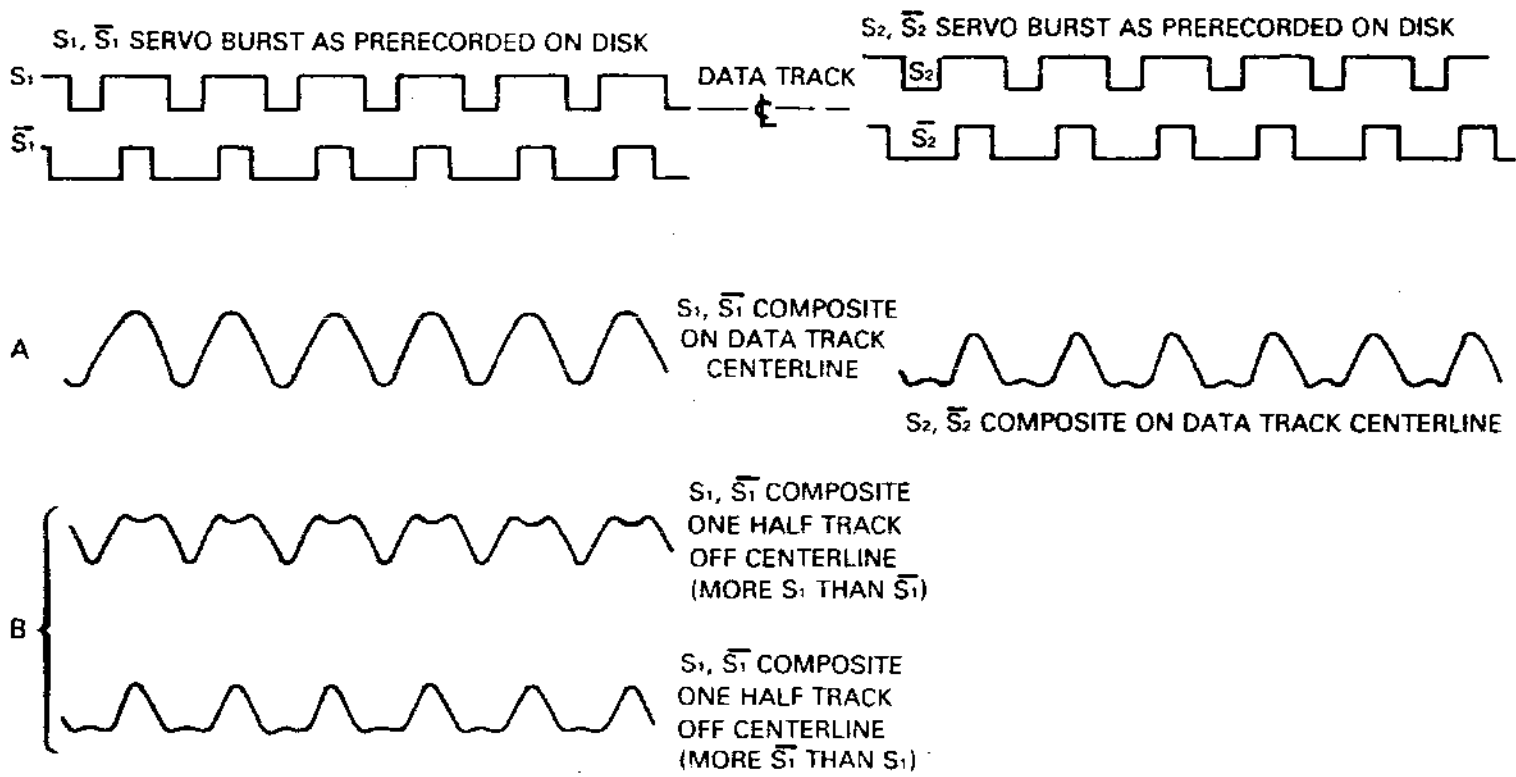 S₁, S̅₁ SERVO BURST AS PRERECORDED ON DISK
S₁
S̅₁
DATA TRACK
℄
S₂, S̅₂ SERVO BURST AS PRERECORDED ON DISK
S₂
S̅₂
A
S₁, S̅₁ COMPOSITE
ON DATA TRACK
CENTERLINE
S₂, S̅₂ COMPOSITE ON DATA TRACK CENTERLINE
B
S₁, S̅₁ COMPOSITE
ONE HALF TRACK
OFF CENTERLINE
(MORE S₁ THAN S̅₁)
S₁, S̅₁ COMPOSITE
ONE HALF TRACK
OFF CENTERLINE
(MORE S̅₁ THAN S₁)